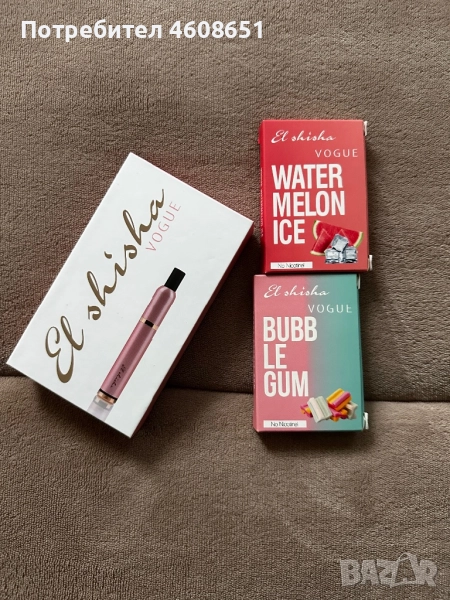 Потребител 4608651
El shisha
VOGUE
El shisha
VOGUE
WATER
MELON
ICE
No Nicotine
El shisha
VOGUE
BUBB
LE
GUM
No Nicotine
BAZAR